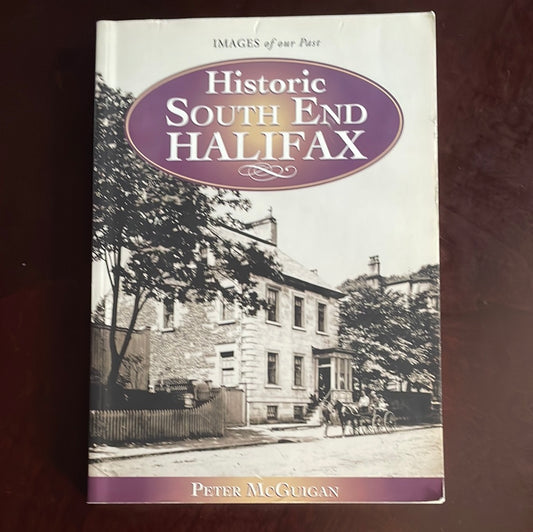 IMAGES of our Past
Historic
SOUTH END
HALIFAX
PETER MCGUIGAN